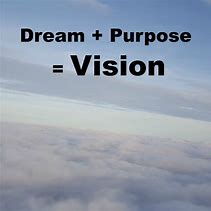 Dream + Purpose
= Vision